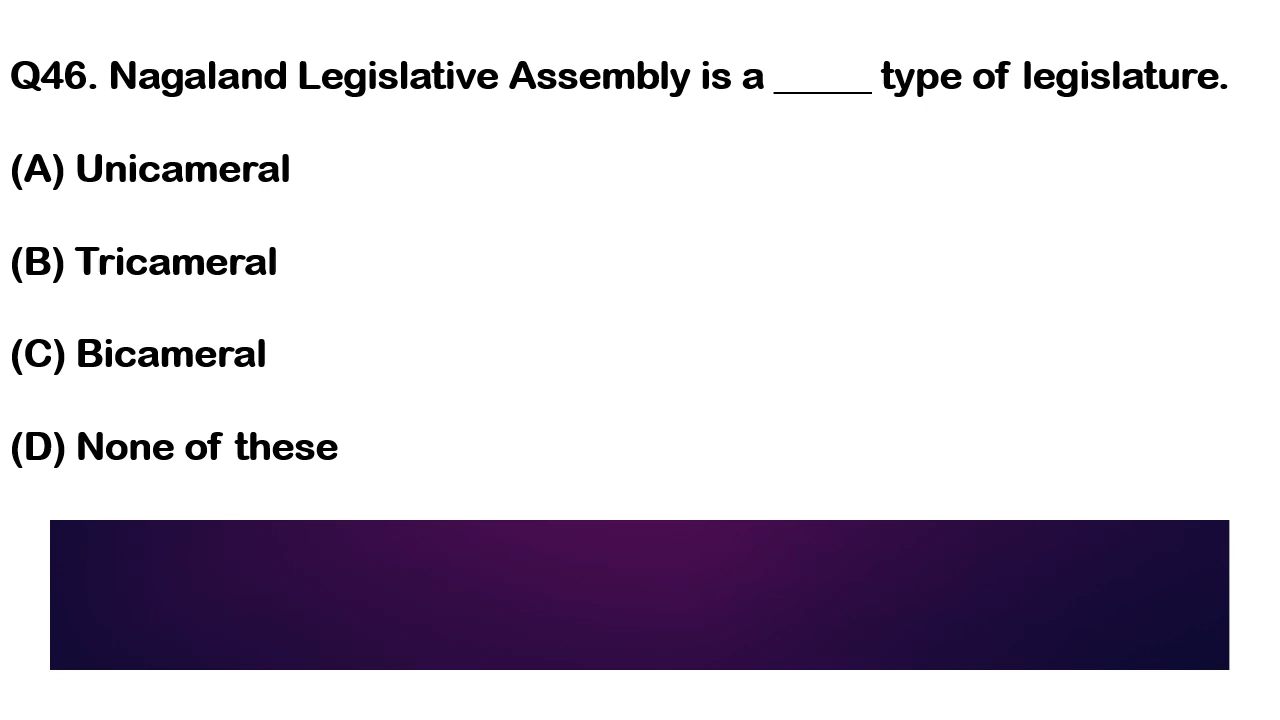 Q46. Nagaland Legislative Assembly is a _____ type of legislature.
(A) Unicameral
(B) Tricameral
(C) Bicameral
(D) None of these